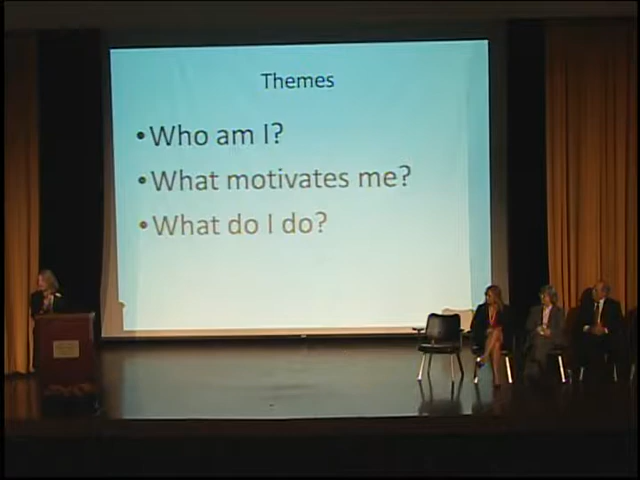 Themes
•Who am I?
•What motivates me?
•What do I do?